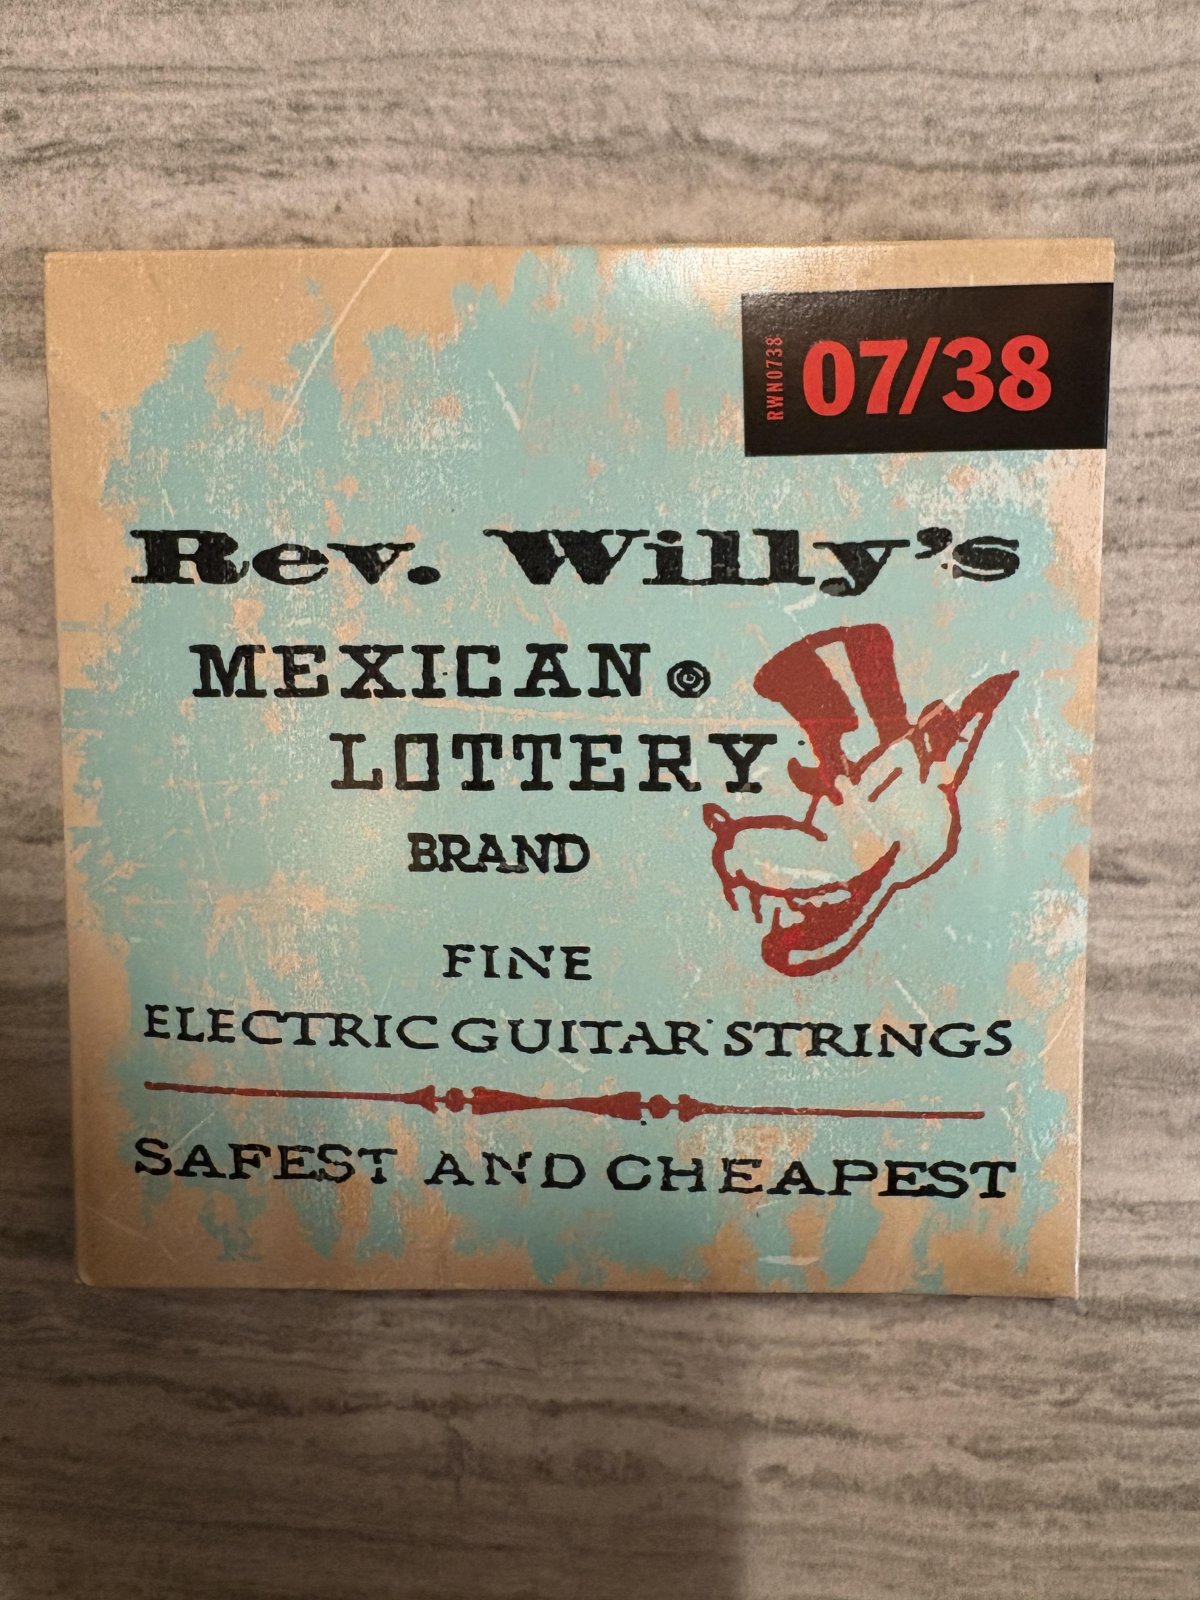 RWN0738
07/38
Rev. Willy's
MEXICAN
LOTTERY
BRAND
FINE
ELECTRIC GUITAR STRINGS
SAFEST AND CHEAPEST